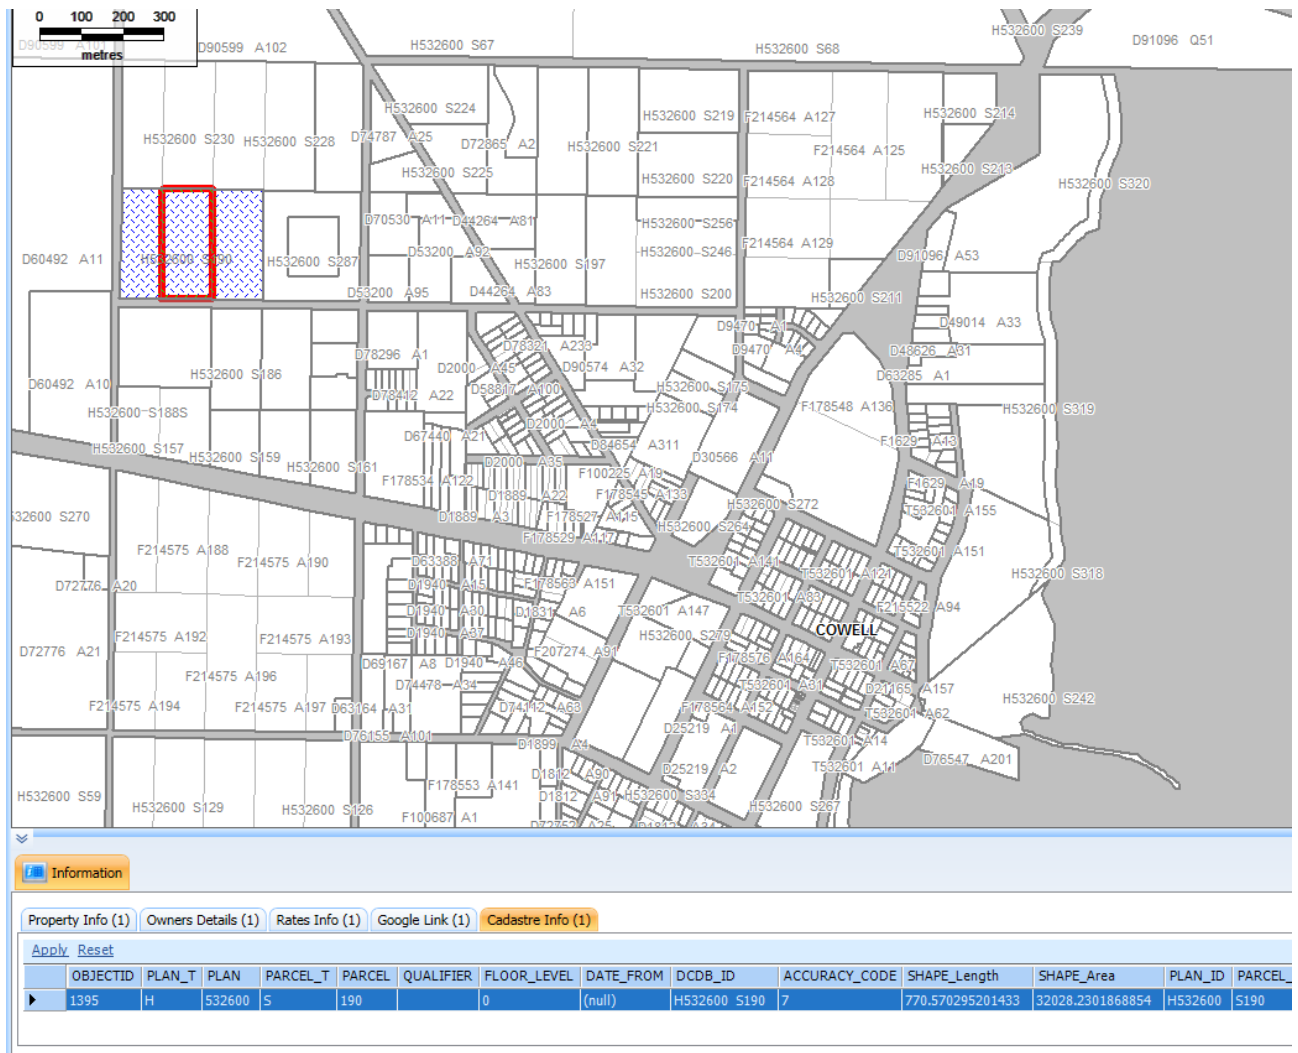 0 100 200 300
metres
D90599 A101
D90599 A102
H532600 S67
H532600 S68
H532600 S239
D91096 Q51
H532600 S230
H532600 S228
D74787 A25
H532600 S224
D72865 A2
H532600 S225
H532600 S221
H532600 S219
H532600 S220
F214564 A127
F214564 A125
F214564 A128
H532600 S214
H532600 S213
H532600 S320
D70530 A11
D44264 A81
H532600 S256
F214564 A129
D60492 A11
H532600 S190
H532600 S287
D53200 A92
H532600 S197
H532600 S246
D91096 A53
D53200 A95
D44264 A83
H532600 S200
H532600 S211
D9470 A1
D49014 A33
D78321 A233
D9470 A4
D48626 A31
D78296 A1
D2000 A45
D90574 A32
D63285 A1
D60492 A10
H532600 S186
D58817 A100
H532600 S175
D78412 A22
H532600 S188S
H532600 S174
F178548 A136
H532600 S319
D2000 A4
D67440 A21
D84654 A311
F1629 A13
H532600 S157
H532600 S159
H532600 S161
D2000 A35
D30566 A11
F178534 A122
F100225 A19
F1629 A19
D1889 A22
F178545 A133
H532600 S272
T532601 A155
32600 S270
D1889 A3
F178527 A115
H532600 S264
F178529 A117
F214575 A188
F214575 A190
D63388 A71
T532601 A141
T532601 A151
D72776 A20
D1940 A15
F178563 A151
T532601 A121
H532600 S318
T532601 A83
D1940 A30
D1831 A6
T532601 A147
F215522 A94
F214575 A192
F214575 A193
D1940 A37
H532600 S279
COWELL
D72776 A21
D69167 A8
D1940 A46
F207274 A91
F178576 A164
T532601 A67
F214575 A196
D74478 A34
T532601 A31
D21165 A157
F214575 A194
F214575 A197
D63164 A31
D74112 A63
F178564 A152
T532601 A62
H532600 S242
D76155 A101
D25219 A1
D1899 A4
T532601 A14
D76547 A201
D1812 A90
D25219 A2
T532601 A11
F178553 A141
H532600 S59
H532600 S129
H532600 S126
D1812 A91
H532600 S334
H532600 S267
F100687 A1
D72752 A25
D1812 A34
Information
Property Info (1) Owners Details (1) Rates Info (1) Google Link (1) Cadastre Info (1)
Apply Reset
OBJECTID PLAN_T PLAN PARCEL_T PARCEL QUALIFIER FLOOR_LEVEL DATE_FROM DCDB_ID ACCURACY_CODE SHAPE_Length SHAPE_Area PLAN_ID PARCEL_
1395 H 532600 S 190 0 (null) H532600 S190 7 770.570295201433 32028.2301868854 H532600 S190